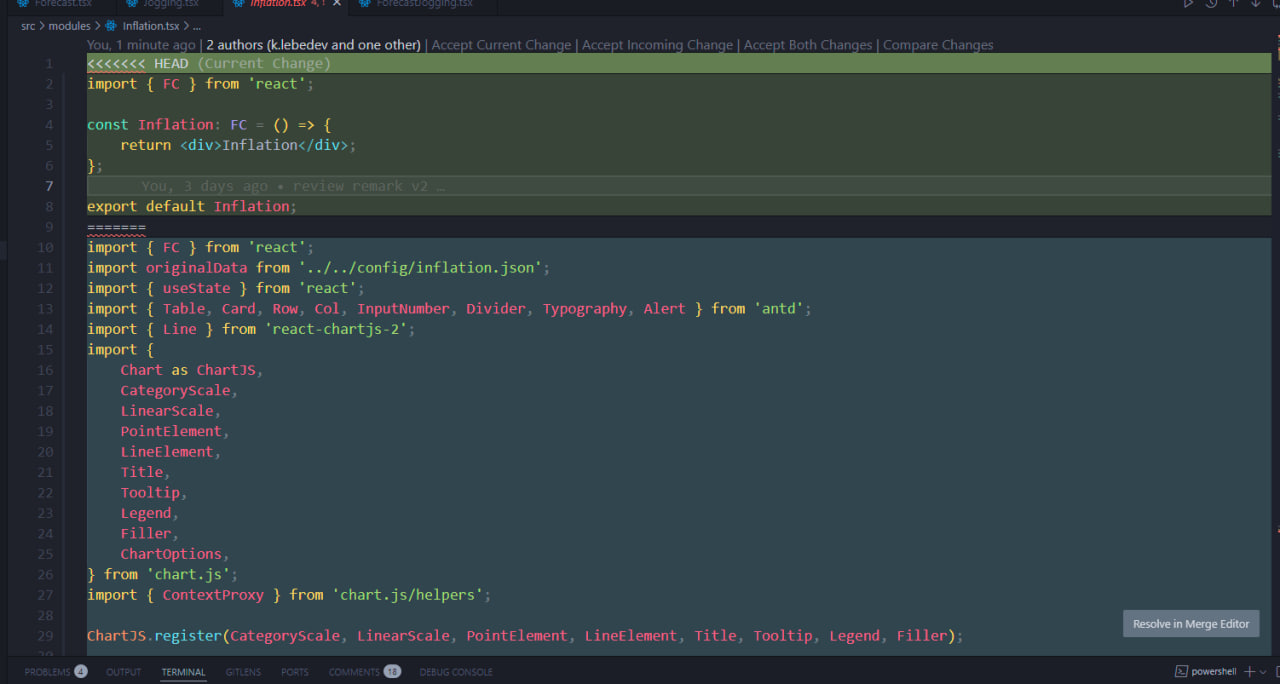 Forecast.tsx Jogging.tsx Inflation.tsx 4, ! ForecastJogging.tsx
src > modules > Inflation.tsx > ...
You, 1 minute ago | 2 authors (k.lebedev and one other) | Accept Current Change | Accept Incoming Change | Accept Both Changes | Compare Changes
1 <<<<<<< HEAD (Current Change)
2 import { FC } from 'react';
3
4 const Inflation: FC = () => {
5 return <div>Inflation</div>;
6 };
7 You, 3 days ago • review remark v2 …
8 export default Inflation;
9 =======
10 import { FC } from 'react';
11 import originalData from '../../config/inflation.json';
12 import { useState } from 'react';
13 import { Table, Card, Row, Col, InputNumber, Divider, Typography, Alert } from 'antd';
14 import { Line } from 'react-chartjs-2';
15 import {
16 Chart as ChartJS,
17 CategoryScale,
18 LinearScale,
19 PointElement,
20 LineElement,
21 Title,
22 Tooltip,
23 Legend,
24 Filler,
25 ChartOptions,
26 } from 'chart.js';
27 import { ContextProxy } from 'chart.js/helpers';
28
29 ChartJS.register(CategoryScale, LinearScale, PointElement, LineElement, Title, Tooltip, Legend, Filler);
30
Resolve in Merge Editor
PROBLEMS 4 OUTPUT TERMINAL GITLENS PORTS COMMENTS 18 DEBUG CONSOLE powershell